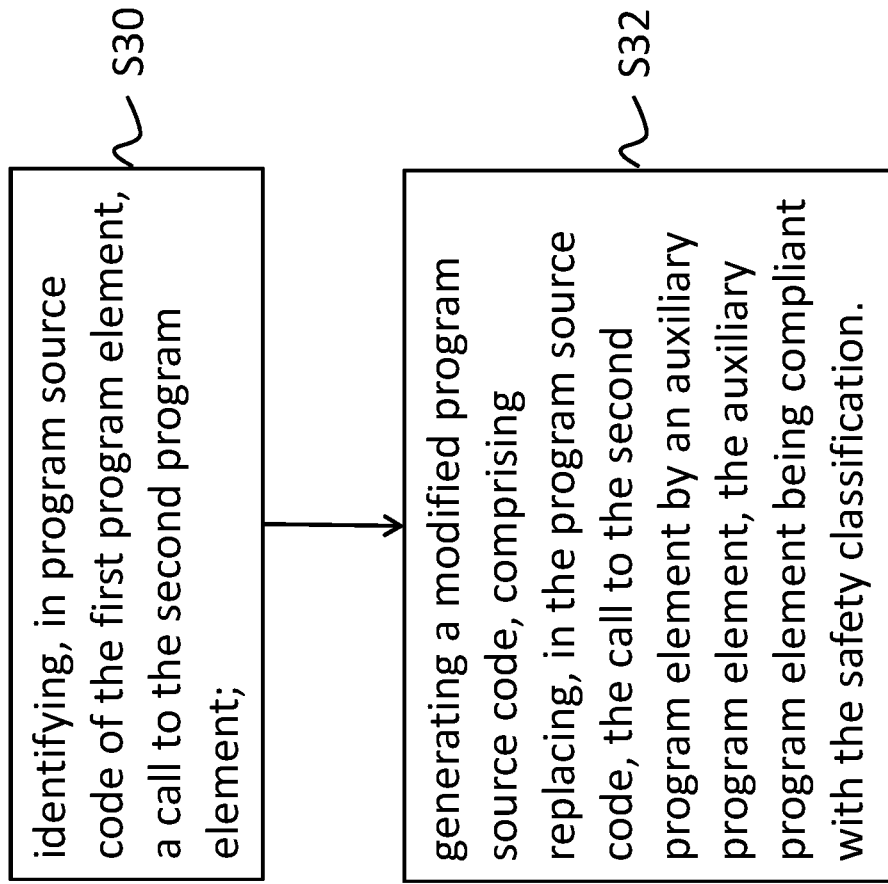 identifying, in program source
code of the first program element,
a call to the second program
element;
S30
generating a modified program
source code, comprising
replacing, in the program source
code, the call to the second
program element by an auxiliary
program element, the auxiliary
program element being compliant
with the safety classification.
S32